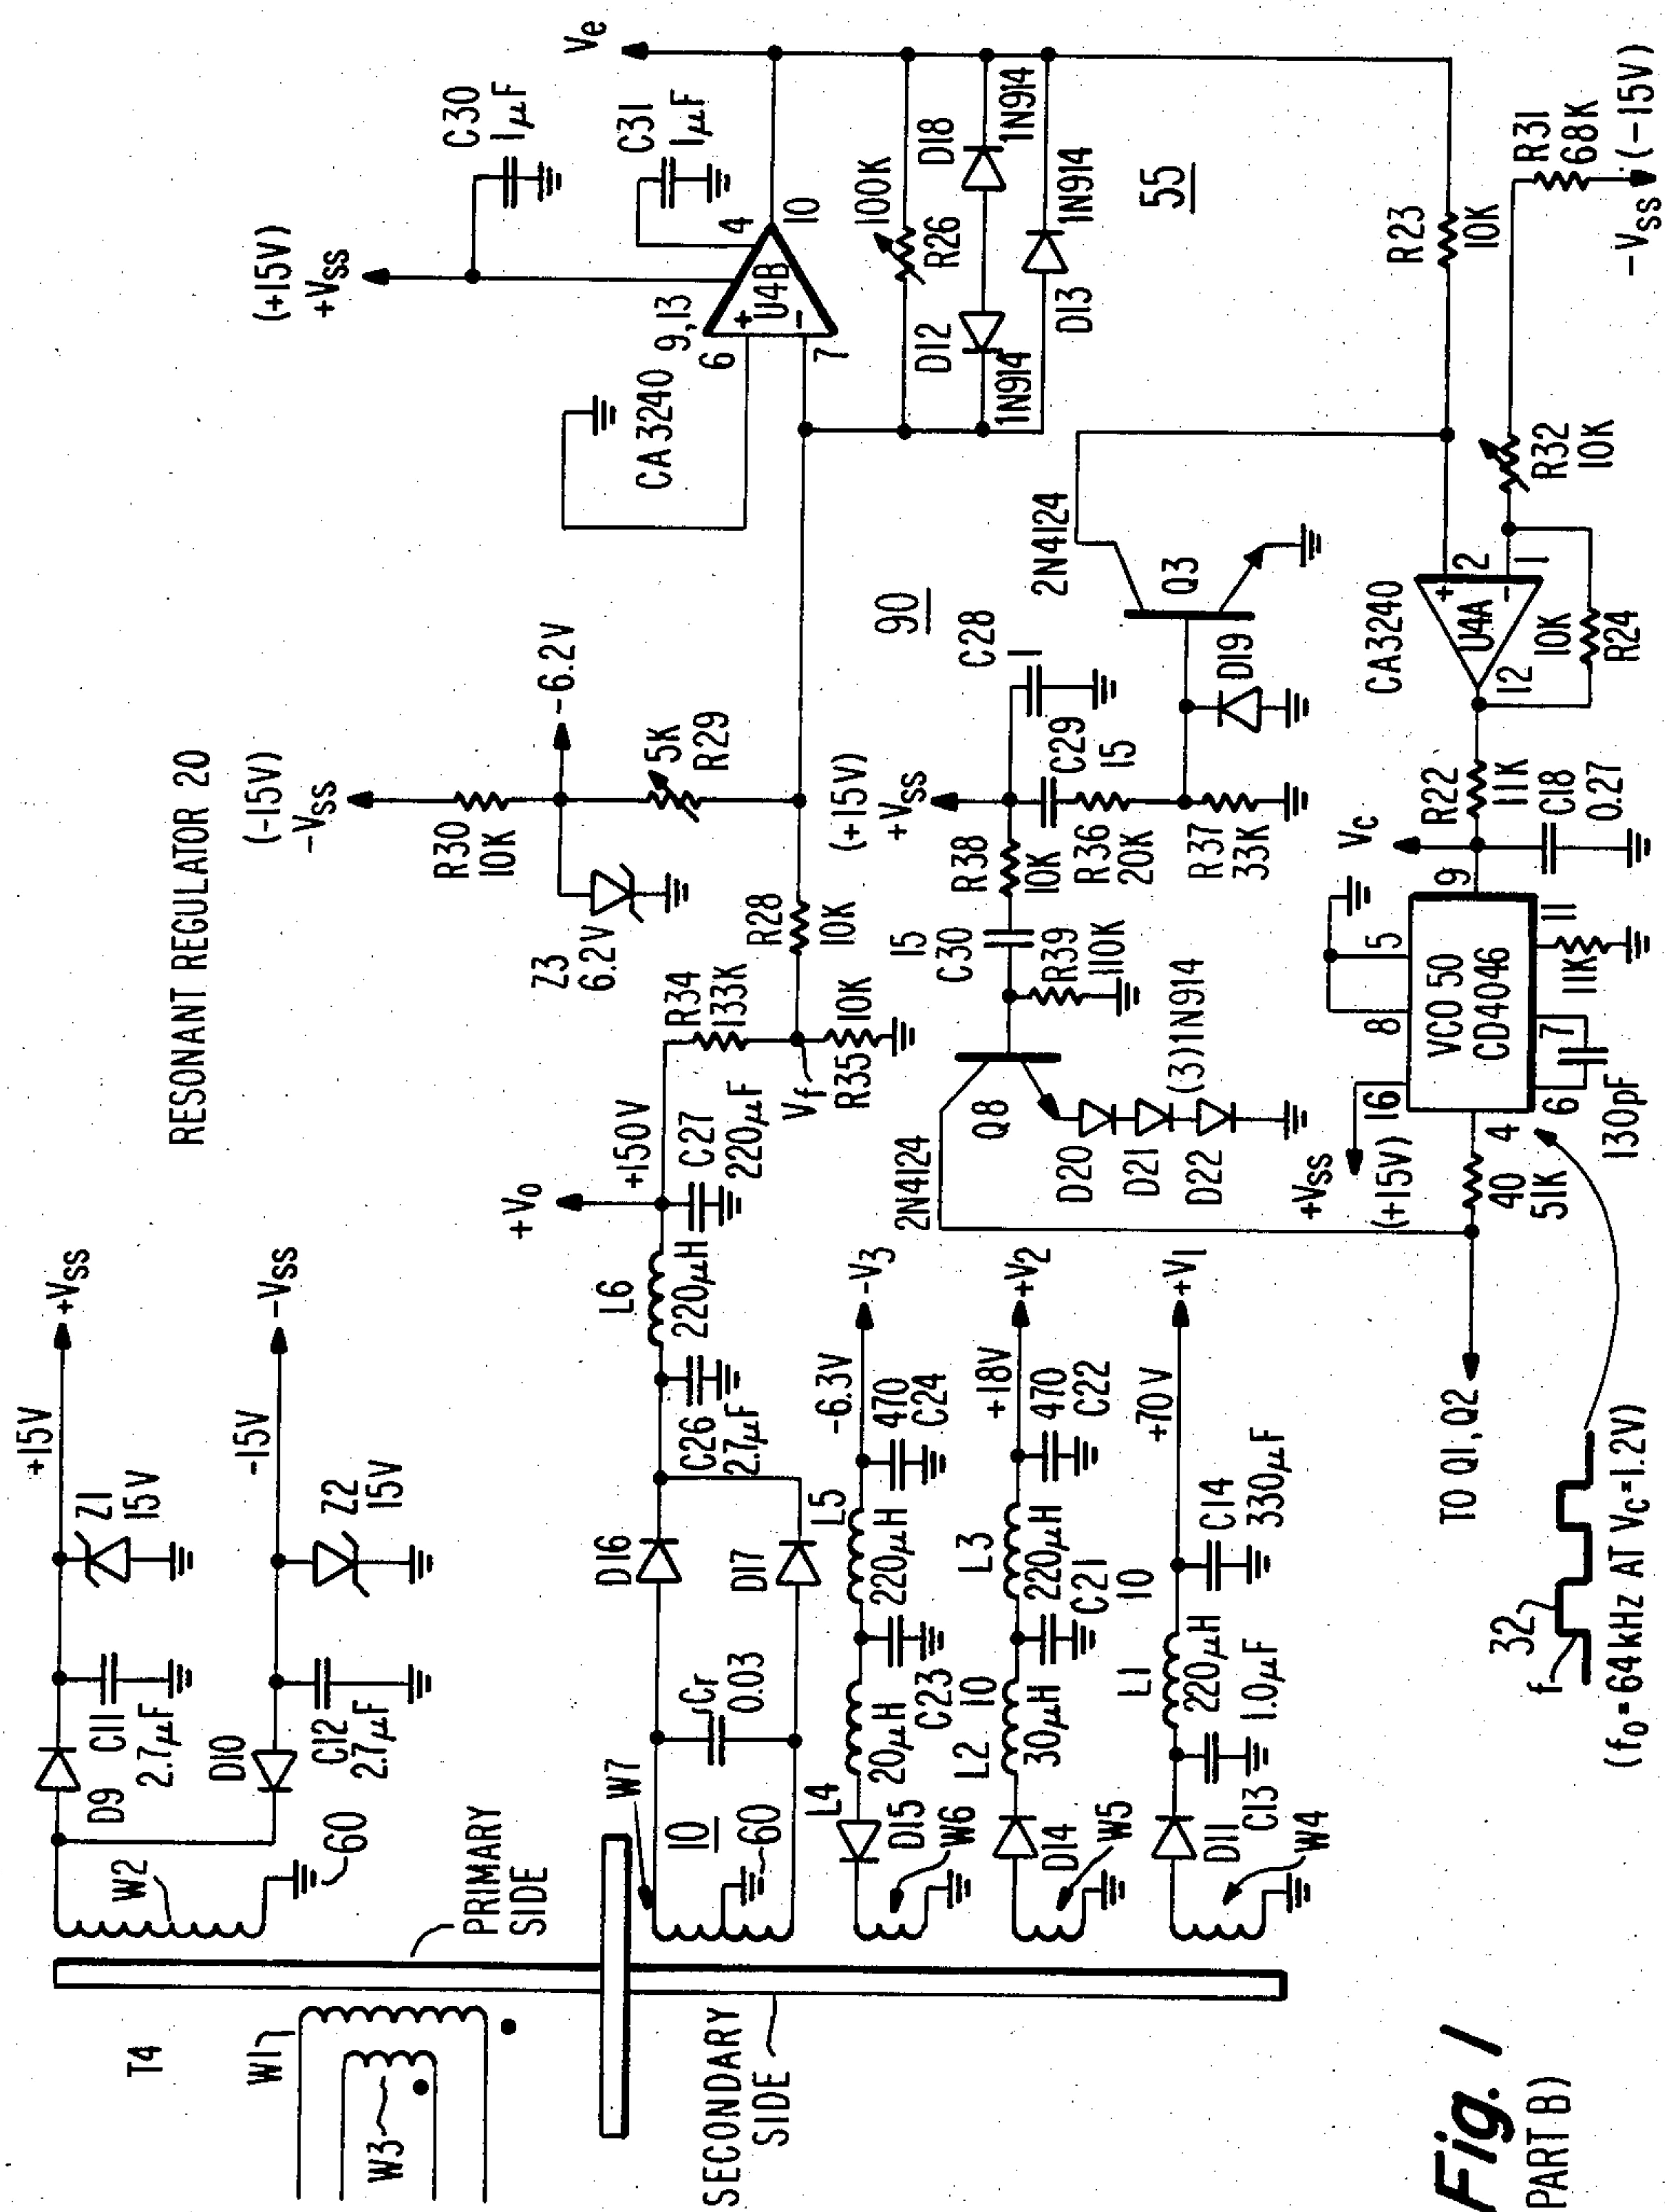 RESONANT REGULATOR 20
T4
W1
W3
W2
60
PRIMARY
SIDE
SECONDARY
SIDE
D9
C11
2.7µF
Z1
15V
+15V
+Vss
D10
C12
2.7µF
Z2
15V
-15V
-Vss
W7
10
60
Cr
0.03
D16
D17
C26
2.7µF
L6
220µH
+Vo
+150V
C27
220µF
R34
133K
Vf
R35
10K
R28
10K
(-15V)
-Vss
R30
10K
-6.2V
Z3
6.2V
5K
R29
(+15V)
+Vss
C30
1µF
C31
1µF
Ve
CA3240
6
9,13
4
10
7
+
-
U4B
100K
R26
D12
D18
1N914
1N914
D13
1N914
55
W6
D15
L4
20µH
C23
10
L5
220µH
-6.3V
470
C24
-V3
W5
D14
L2
30µH
C21
10
L3
220µH
+18V
470
C22
+V2
W4
D11
C13
1.0µF
L1
220µH
+70V
C14
330µF
+V1
2N4124
Q8
D20
D21
D22
(3)1N914
15
C30
R39
110K
R38
10K
(+15V)
+Vss
C28
1
C29
15
R36
20K
R37
33K
D19
90
2N4124
Q3
R23
10K
R31
68K
-Vss (-15V)
R32
10K
CA3240
2
1
+
-
U4A
12
10K
R24
R22
11K
Vc
C18
0.27
9
5
8
16
VCO 50
CD4046
11
11K
7
6
130pF
4
+Vss
(+15V)
40
51K
TO Q1,Q2
32
f
(fo=64kHz AT Vc=1.2V)
Fig. 1
PART B)